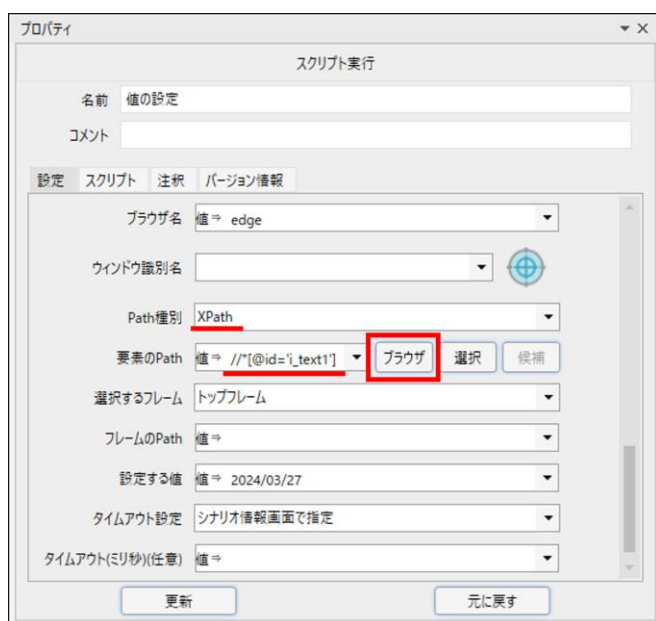 プロパティ
スクリプト実行
名前 値の設定
コメント
設定 スクリプト 注釈 バージョン情報
ブラウザ名 値⇒ edge
ウィンドウ識別名
Path種別 XPath
要素のPath 値⇒ //*[@id='i_text1'] ブラウザ 選択 候補
選択するフレーム トップフレーム
フレームのPath 値⇒
設定する値 値⇒ 2024/03/27
タイムアウト設定 シナリオ情報画面で指定
タイムアウト(ミリ秒)(任意) 値⇒
更新 元に戻す